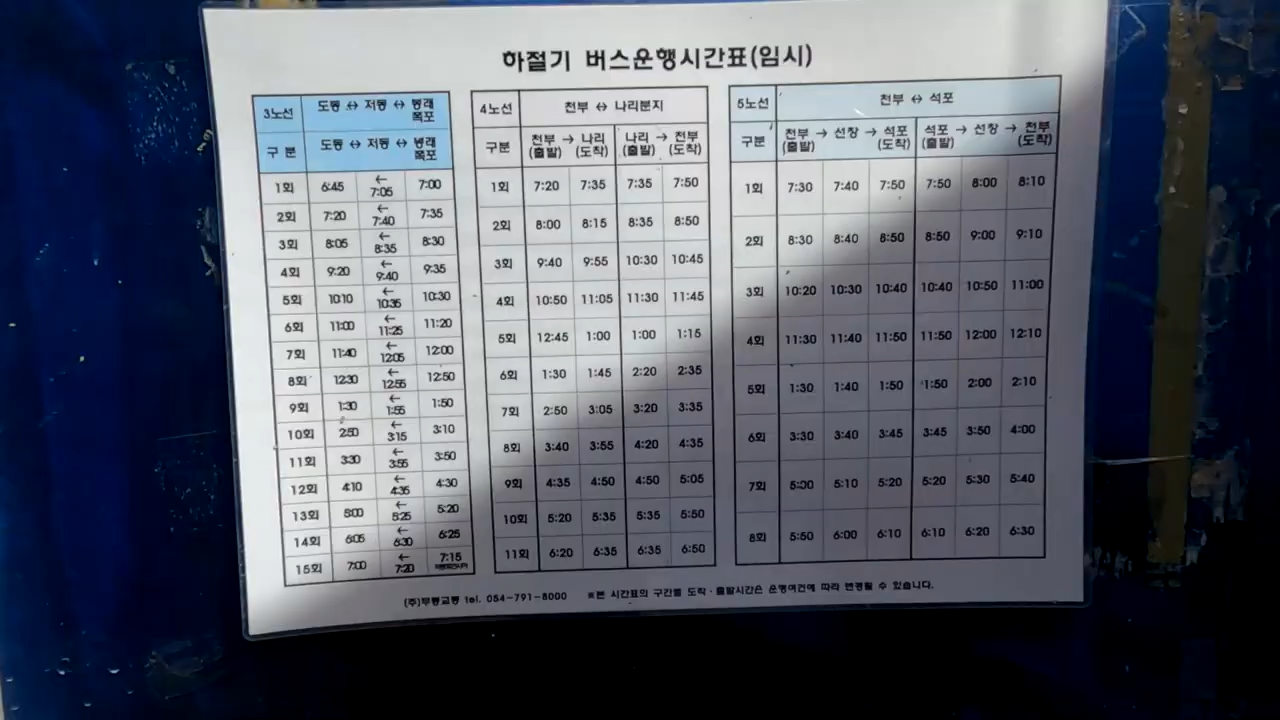 하절기 버스운행시간표(임시)
3노선 도동 ↔ 저동 ↔ 봉래폭포
구 분 도동 ↔ 저동 ↔ 봉래폭포
1회 6:45 ← 7:05 7:00
2회 7:20 ← 7:40 7:35
3회 8:05 ← 8:35 8:30
4회 9:20 ← 9:40 9:35
5회 10:10 ← 10:35 10:30
6회 11:00 ← 11:25 11:20
7회 11:40 ← 12:05 12:00
8회 12:30 ← 12:55 12:50
9회 1:30 ← 1:55 1:50
10회 2:50 ← 3:15 3:10
11회 3:30 ← 3:55 3:50
12회 4:10 ← 4:35 4:30
13회 5:00 ← 5:25 5:20
14회 6:05 ← 6:30 6:25
15회 7:00 ← 7:20 7:15
4노선 천부 ↔ 나리분지
구분 천부(출발) → 나리(도착) 나리(출발) → 천부(도착)
1회 7:20 7:35 7:35 7:50
2회 8:00 8:15 8:35 8:50
3회 9:40 9:55 10:30 10:45
4회 10:50 11:05 11:30 11:45
5회 12:45 1:00 1:00 1:15
6회 1:30 1:45 2:20 2:35
7회 2:50 3:05 3:20 3:35
8회 3:40 3:55 4:20 4:35
9회 4:35 4:50 4:50 5:05
10회 5:20 5:35 5:35 5:50
11회 6:20 6:35 6:35 6:50
5노선 천부 ↔ 석포
구분 천부(출발) → 선창 → 석포(도착) 석포(출발) → 선창 → 천부(도착)
1회 7:30 7:40 7:50 7:50 8:00 8:10
2회 8:30 8:40 8:50 8:50 9:00 9:10
3회 10:20 10:30 10:40 10:40 10:50 11:00
4회 11:30 11:40 11:50 11:50 12:00 12:10
5회 1:30 1:40 1:50 1:50 2:00 2:10
6회 3:30 3:40 3:45 3:45 3:50 4:00
7회 5:00 5:10 5:20 5:20 5:30 5:40
8회 5:50 6:00 6:10 6:10 6:20 6:30
(주)무릉교통 tel. 054-791-8000 ※본 시간표의 구간별 도착·출발시간은 운행여건에 따라 변경될 수 있습니다.